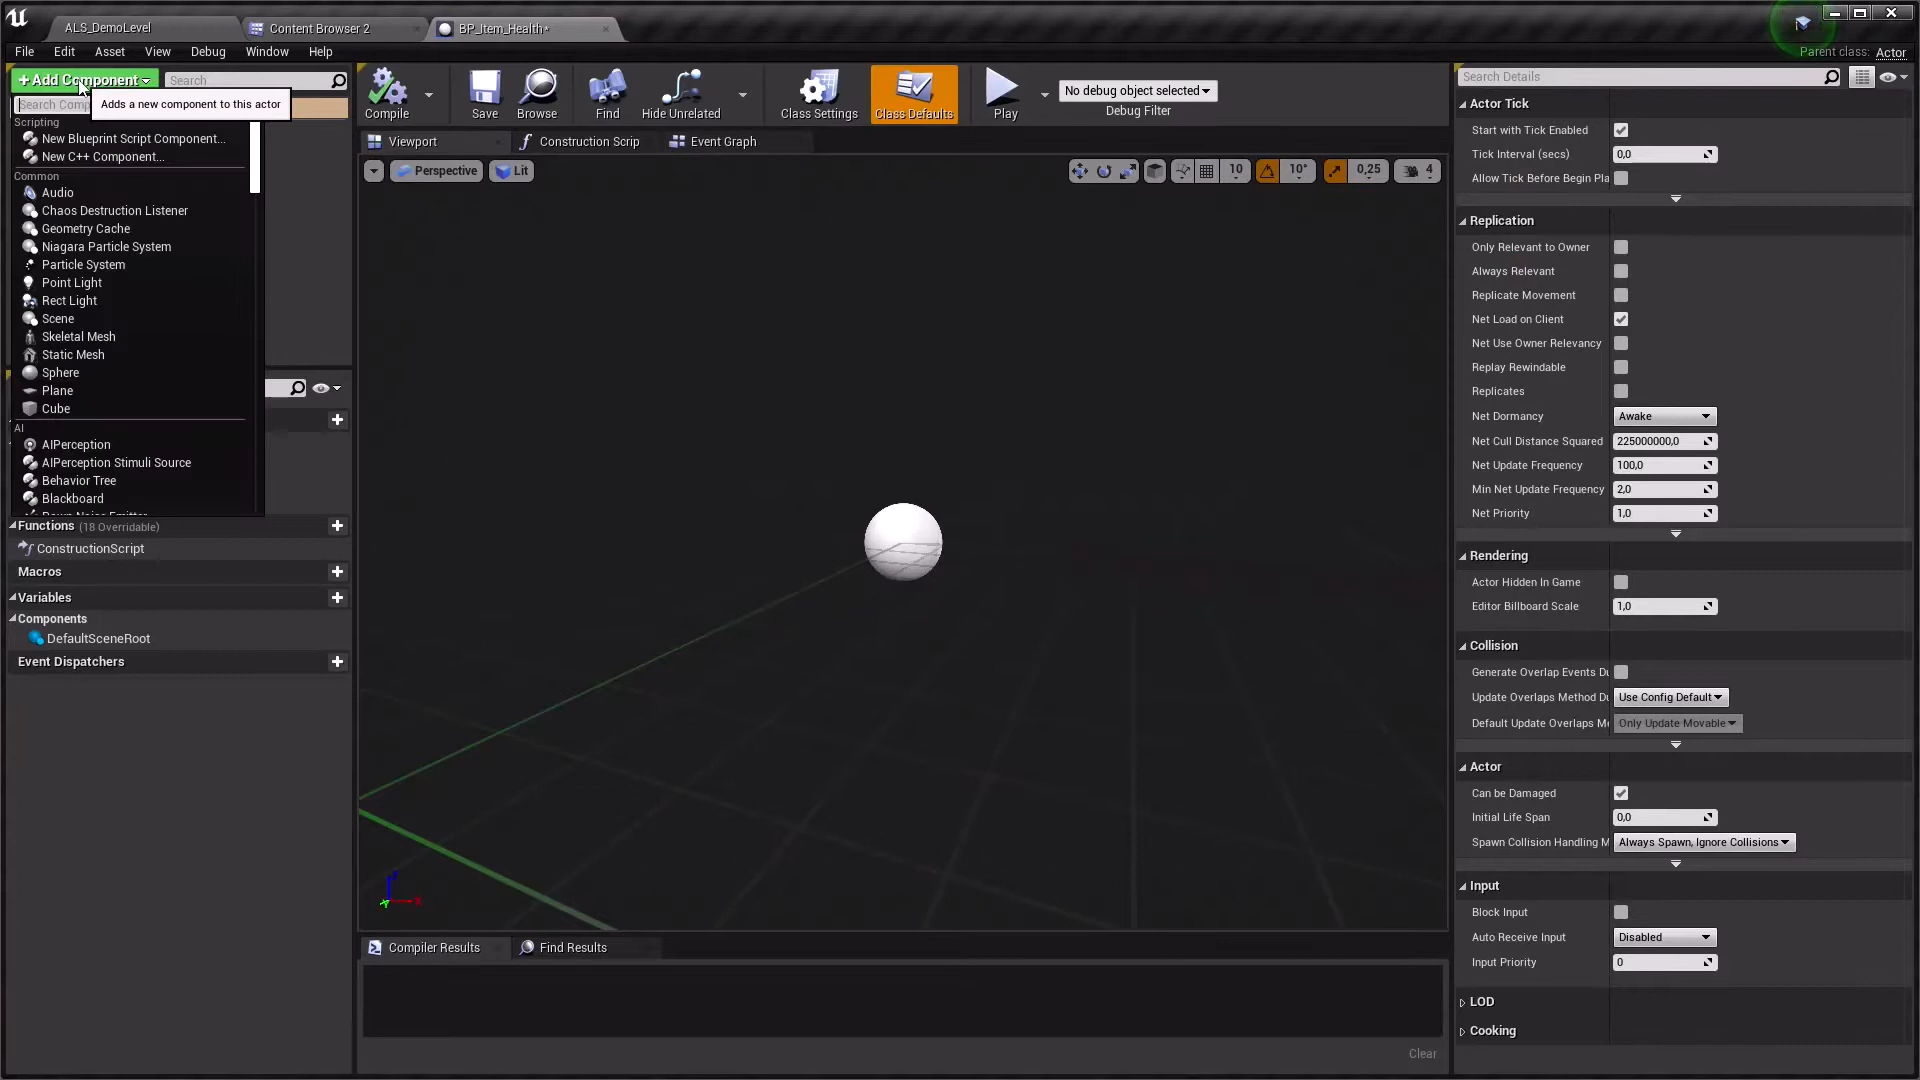 ALS_DemoLevel
Content Browser 2
BP_Item_Health*
File Edit Asset View Debug Window Help
Parent class: Actor
+Add Component
Search
Search Comp
Adds a new component to this actor
Scripting
New Blueprint Script Component...
New C++ Component...
Common
Audio
Chaos Destruction Listener
Geometry Cache
Niagara Particle System
Particle System
Point Light
Rect Light
Scene
Skeletal Mesh
Static Mesh
Sphere
Plane
Cube
AI
AIPerception
AIPerception Stimuli Source
Behavior Tree
Blackboard
Functions (18 Overridable)
ConstructionScript
Macros
Variables
Components
DefaultSceneRoot
Event Dispatchers
Compile
Save
Browse
Find
Hide Unrelated
Class Settings
Class Defaults
Play
No debug object selected
Debug Filter
Viewport
Construction Scrip
Event Graph
Perspective
Lit
10
10°
0,25
4
Compiler Results
Find Results
Clear
Search Details
Actor Tick
Start with Tick Enabled
Tick Interval (secs) 0,0
Allow Tick Before Begin Pla
Replication
Only Relevant to Owner
Always Relevant
Replicate Movement
Net Load on Client
Net Use Owner Relevancy
Replay Rewindable
Replicates
Net Dormancy Awake
Net Cull Distance Squared 225000000,0
Net Update Frequency 100,0
Min Net Update Frequency 2,0
Net Priority 1,0
Rendering
Actor Hidden In Game
Editor Billboard Scale 1,0
Collision
Generate Overlap Events Du
Update Overlaps Method Du Use Config Default
Default Update Overlaps Me Only Update Movable
Actor
Can be Damaged
Initial Life Span 0,0
Spawn Collision Handling M Always Spawn, Ignore Collisions
Input
Block Input
Auto Receive Input Disabled
Input Priority 0
LOD
Cooking